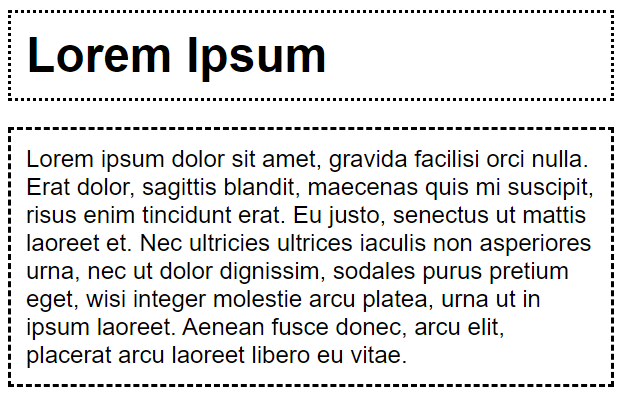 Lorem Ipsum
Lorem ipsum dolor sit amet, gravida facilisi orci nulla.
Erat dolor, sagittis blandit, maecenas quis mi suscipit,
risus enim tincidunt erat. Eu justo, senectus ut mattis
laoreet et. Nec ultricies ultrices iaculis non asperiores
urna, nec ut dolor dignissim, sodales purus pretium
eget, wisi integer molestie arcu platea, urna ut in
ipsum laoreet. Aenean fusce donec, arcu elit,
placerat arcu laoreet libero eu vitae.